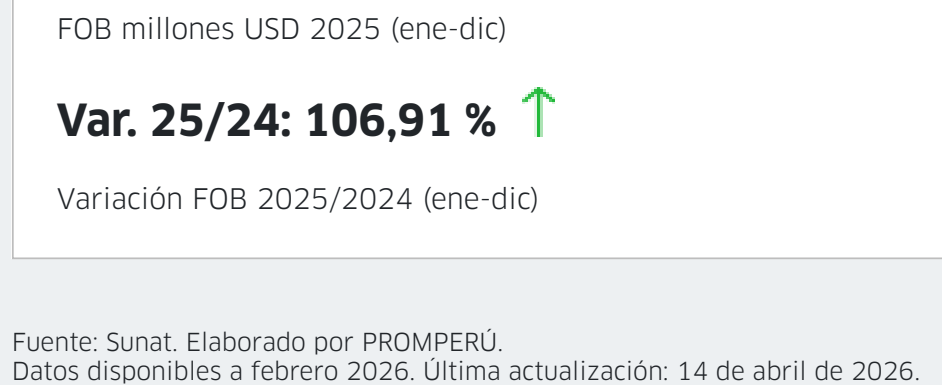 FOB millones USD 2025 (ene-dic)
Var. 25/24: 106,91 %
Variación FOB 2025/2024 (ene-dic)
Fuente: Sunat. Elaborado por PROMPERÚ.
Datos disponibles a febrero 2026. Última actualización: 14 de abril de 2026.